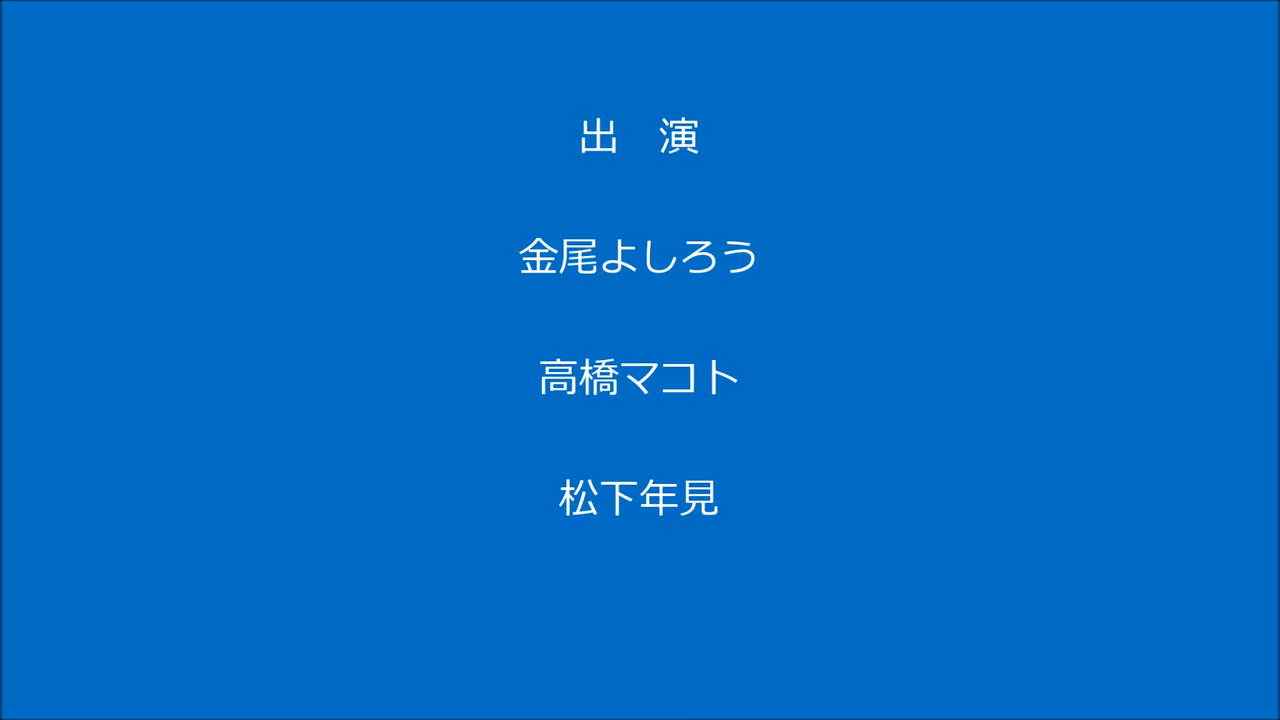 出　演
金尾よしろう
高橋マコト
松下年見